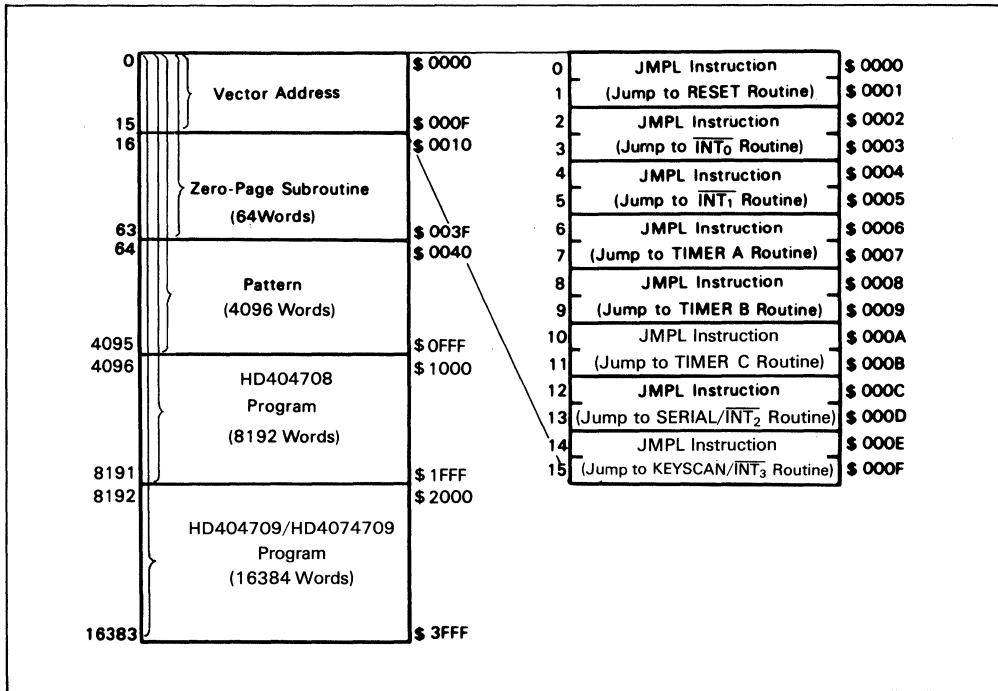 0
$ 0000
Vector Address
15
$ 000F
16
$ 0010
Zero-Page Subroutine
(64Words)
63
$ 003F
64
$ 0040
Pattern
(4096 Words)
4095
$ 0FFF
4096
$ 1000
HD404708
Program
(8192 Words)
8191
$ 1FFF
8192
$ 2000
HD404709/HD4074709
Program
(16384 Words)
16383
$ 3FFF
0 JMPL Instruction $ 0000
1 (Jump to RESET Routine) $ 0001
2 JMPL Instruction $ 0002
3 (Jump to INT0 Routine) $ 0003
4 JMPL Instruction $ 0004
5 (Jump to INT1 Routine) $ 0005
6 JMPL Instruction $ 0006
7 (Jump to TIMER A Routine) $ 0007
8 JMPL Instruction $ 0008
9 (Jump to TIMER B Routine) $ 0009
10 JMPL Instruction $ 000A
11 (Jump to TIMER C Routine) $ 000B
12 JMPL Instruction $ 000C
13 (Jump to SERIAL/INT2 Routine) $ 000D
14 JMPL Instruction $ 000E
15 (Jump to KEYSCAN/INT3 Routine) $ 000F